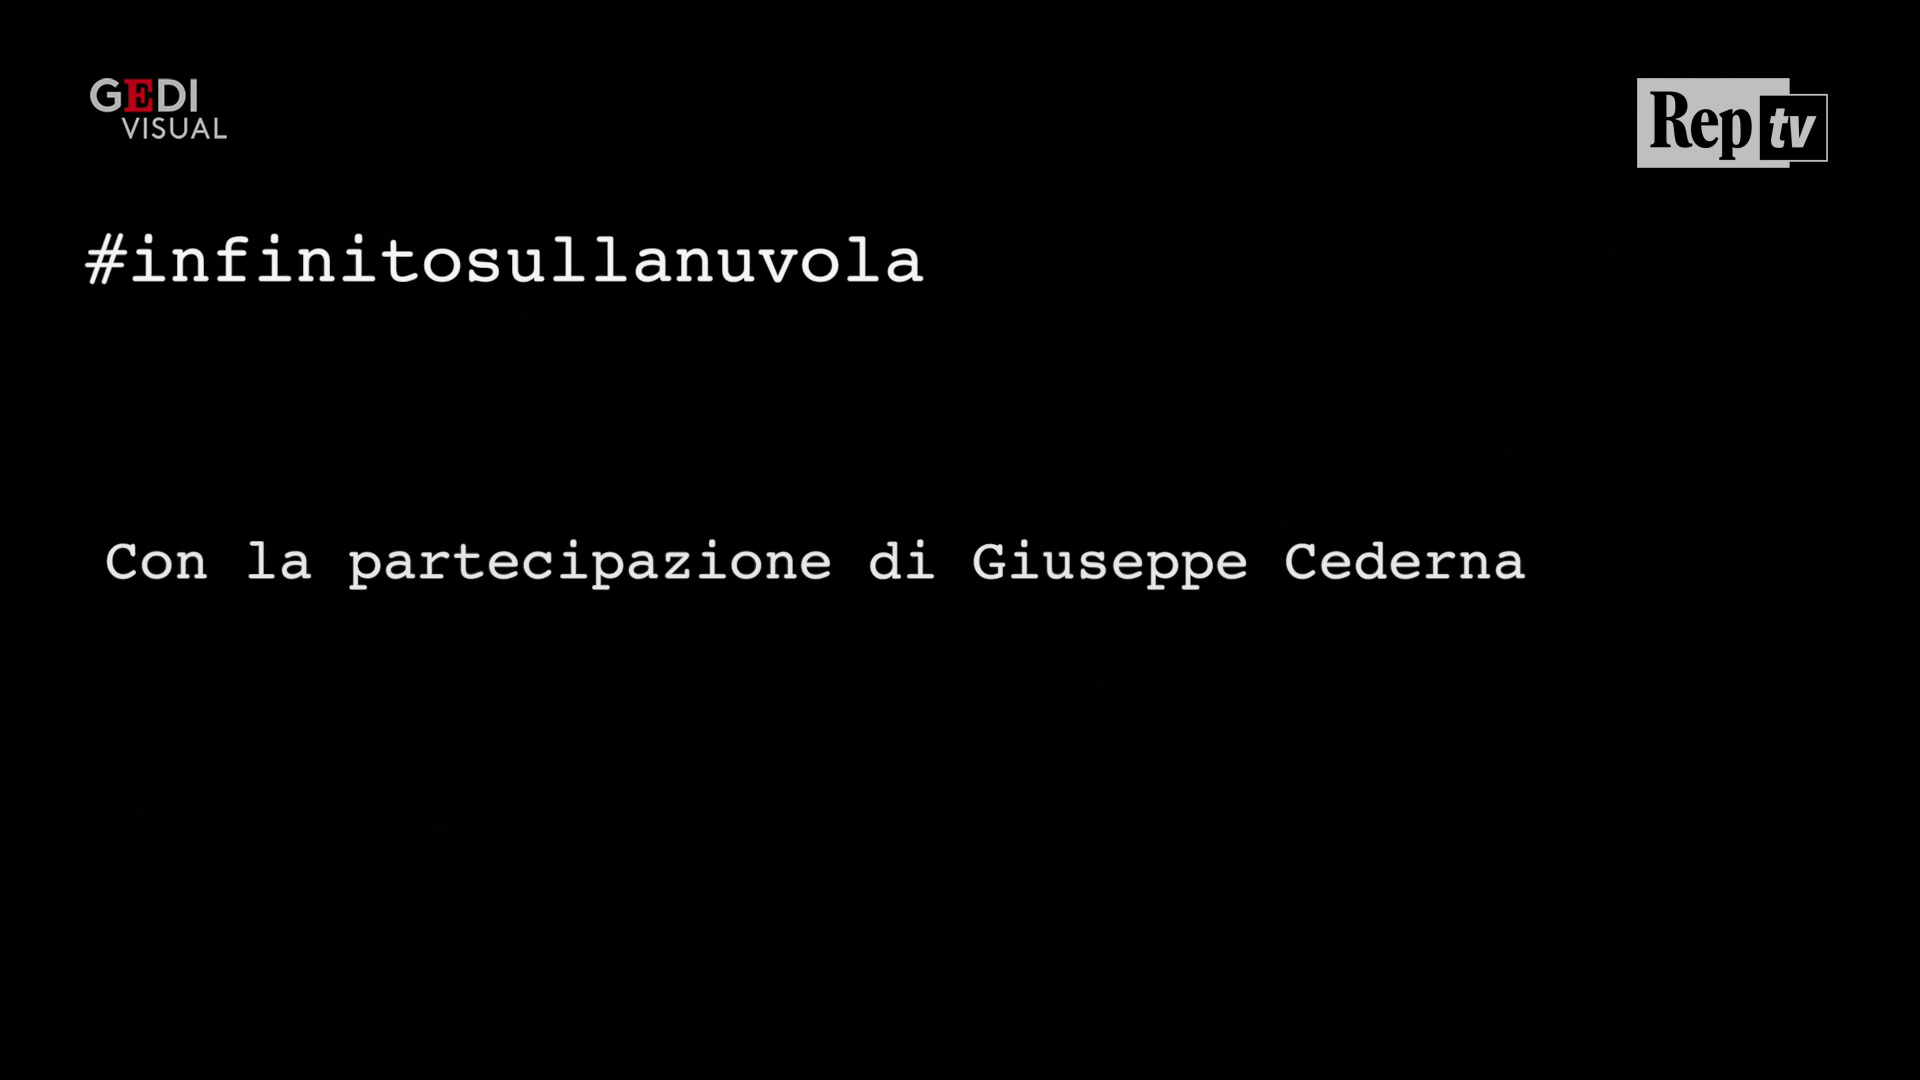 GEDI
VISUAL
Rep tv
#infinitosullanuvola
Con la partecipazione di Giuseppe Cederna